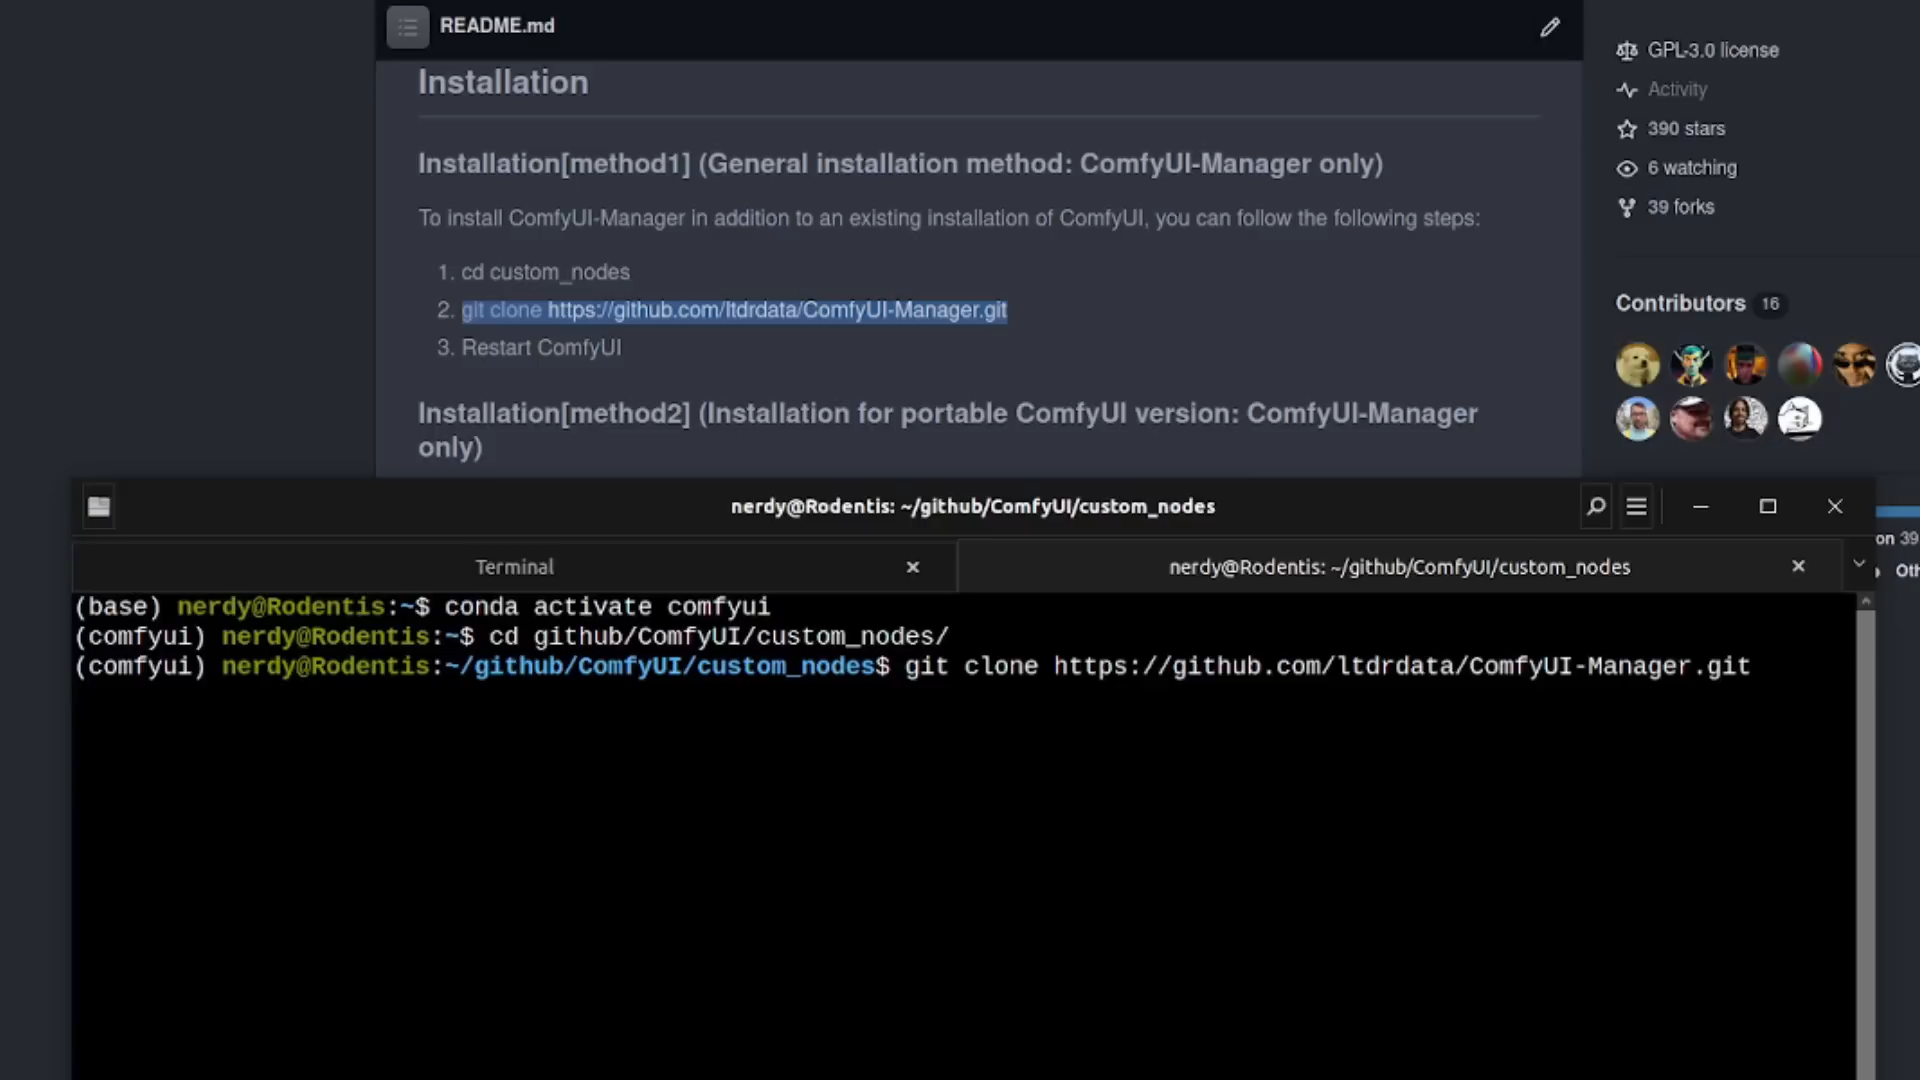 README.md
Installation
Installation[method1] (General installation method: ComfyUI-Manager only)
To install ComfyUI-Manager in addition to an existing installation of ComfyUI, you can follow the following steps:
1. cd custom_nodes
2. git clone https://github.com/ltdrdata/ComfyUI-Manager.git
3. Restart ComfyUI
Installation[method2] (Installation for portable ComfyUI version: ComfyUI-Manager
only)
GPL-3.0 license
Activity
390 stars
6 watching
39 forks
Contributors 16
on 39
Oth
nerdy@Rodentis: ~/github/ComfyUI/custom_nodes
Terminal
nerdy@Rodentis: ~/github/ComfyUI/custom_nodes
(base) nerdy@Rodentis:~$ conda activate comfyui
(comfyui) nerdy@Rodentis:~$ cd github/ComfyUI/custom_nodes/
(comfyui) nerdy@Rodentis:~/github/ComfyUI/custom_nodes$ git clone https://github.com/ltdrdata/ComfyUI-Manager.git